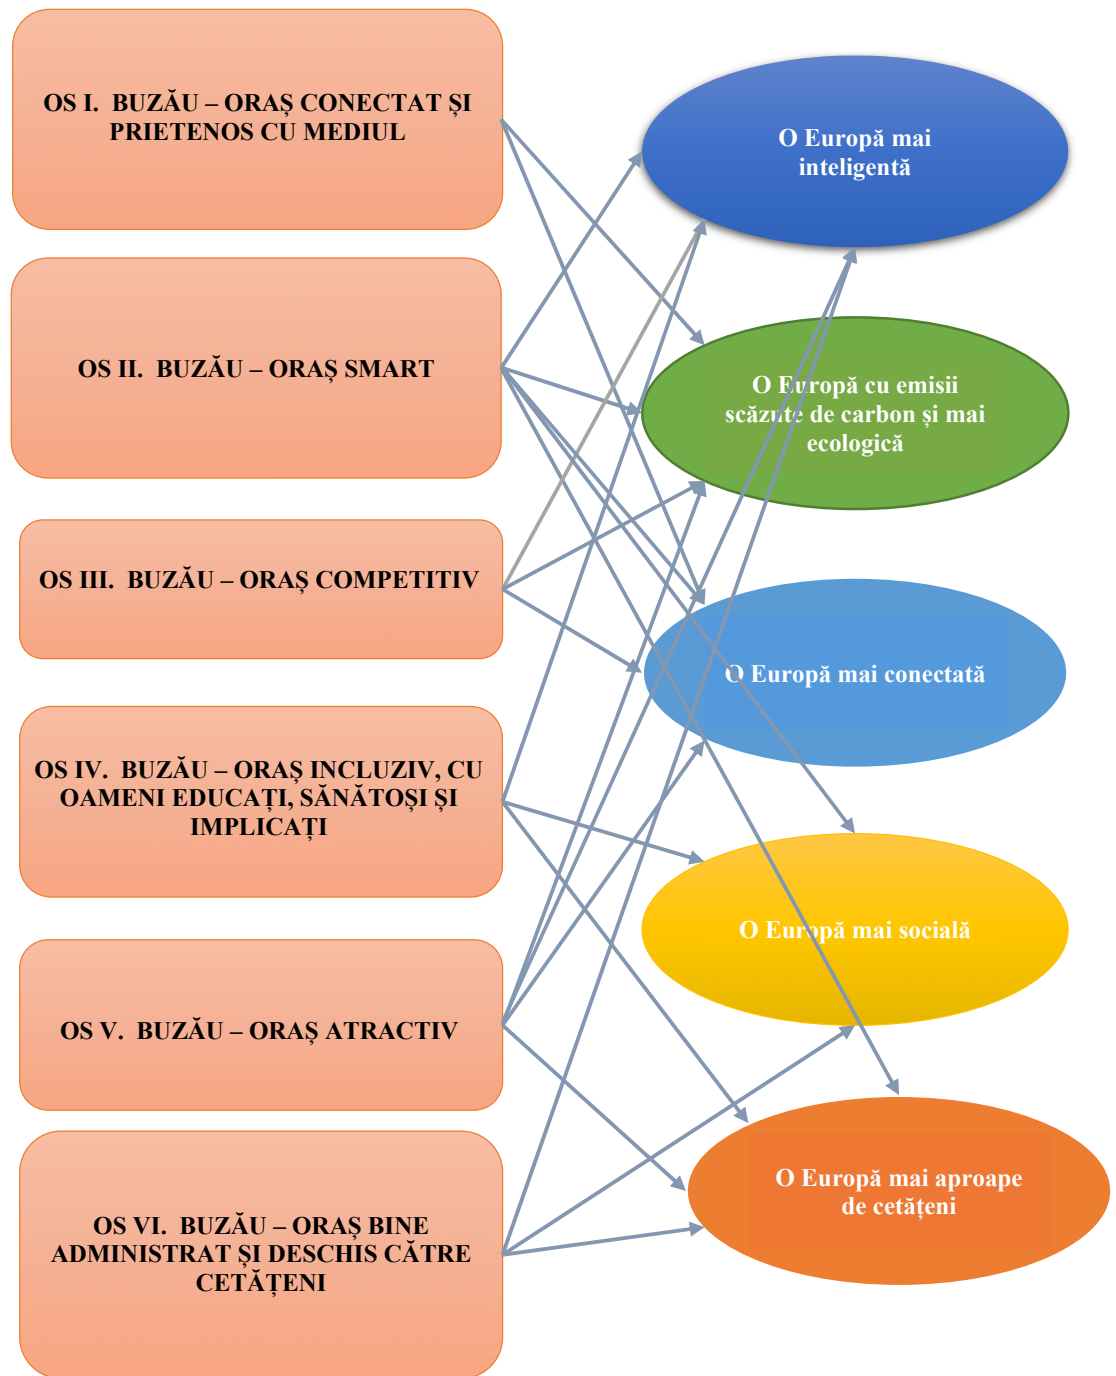 OS I. BUZĂU – ORAȘ CONECTAT ȘI
PRIETENOS CU MEDIUL
O Europă mai
inteligentă
OS II. BUZĂU – ORAȘ SMART
O Europă cu emisii
scăzute de carbon și mai
ecologică
OS III. BUZĂU – ORAȘ COMPETITIV
O Europă mai conectată
OS IV. BUZĂU – ORAȘ INCLUZIV, CU
OAMENI EDUCAȚI, SĂNĂTOȘI ȘI
IMPLICAȚI
O Europă mai socială
OS V. BUZĂU – ORAȘ ATRACTIV
O Europă mai aproape
de cetățeni
OS VI. BUZĂU – ORAȘ BINE
ADMINISTRAT ȘI DESCHIS CĂTRE
CETĂȚENI